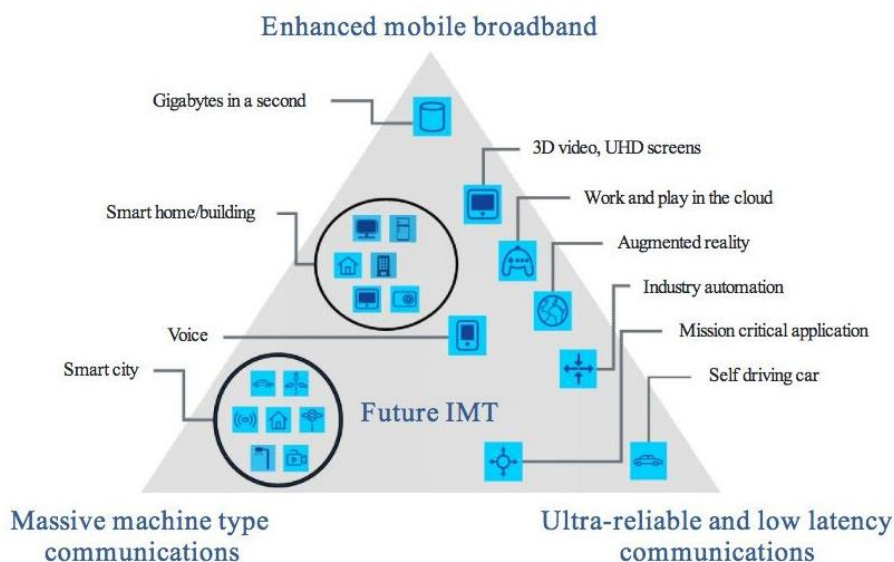 Enhanced mobile broadband
Gigabytes in a second
3D video, UHD screens
Work and play in the cloud
Smart home/building
Augmented reality
Industry automation
Voice
Mission critical application
Smart city
Self driving car
Future IMT
Massive machine type
communications
Ultra-reliable and low latency
communications